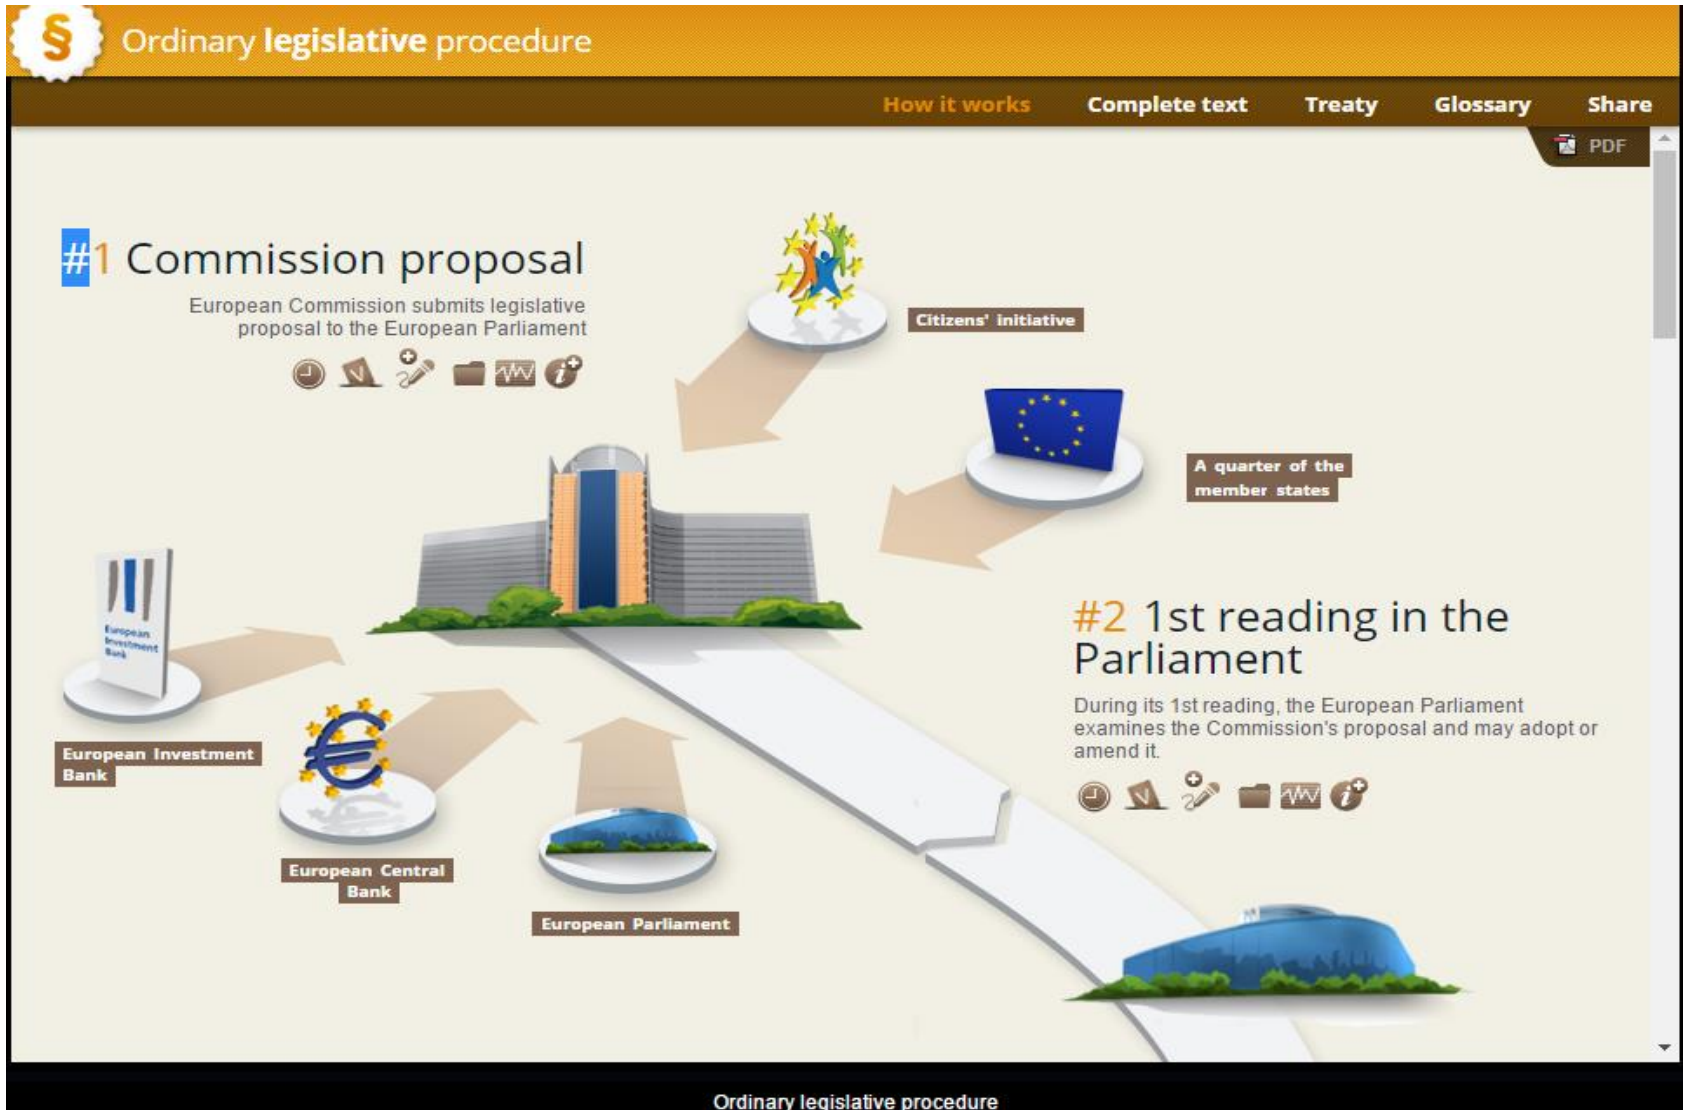 §
Ordinary legislative procedure
How it works Complete text Treaty Glossary Share
PDF
#1 Commission proposal
European Commission submits legislative
proposal to the European Parliament
Citizens' initiative
A quarter of the
member states
European
Investment
Bank
European Investment
Bank
European Central
Bank
European Parliament
#2 1st reading in the
Parliament
During its 1st reading, the European Parliament
examines the Commission's proposal and may adopt or
amend it.
Ordinary legislative procedure